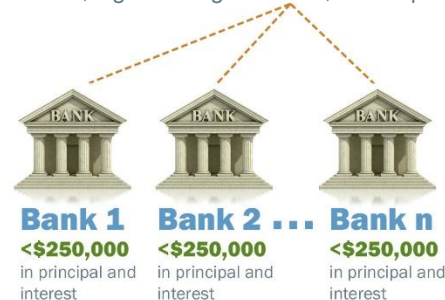 BANK BANK BANK
Bank 1 Bank 2 ... Bank n
<$250,000 <$250,000 <$250,000
in principal and in principal and in principal and
interest interest interest